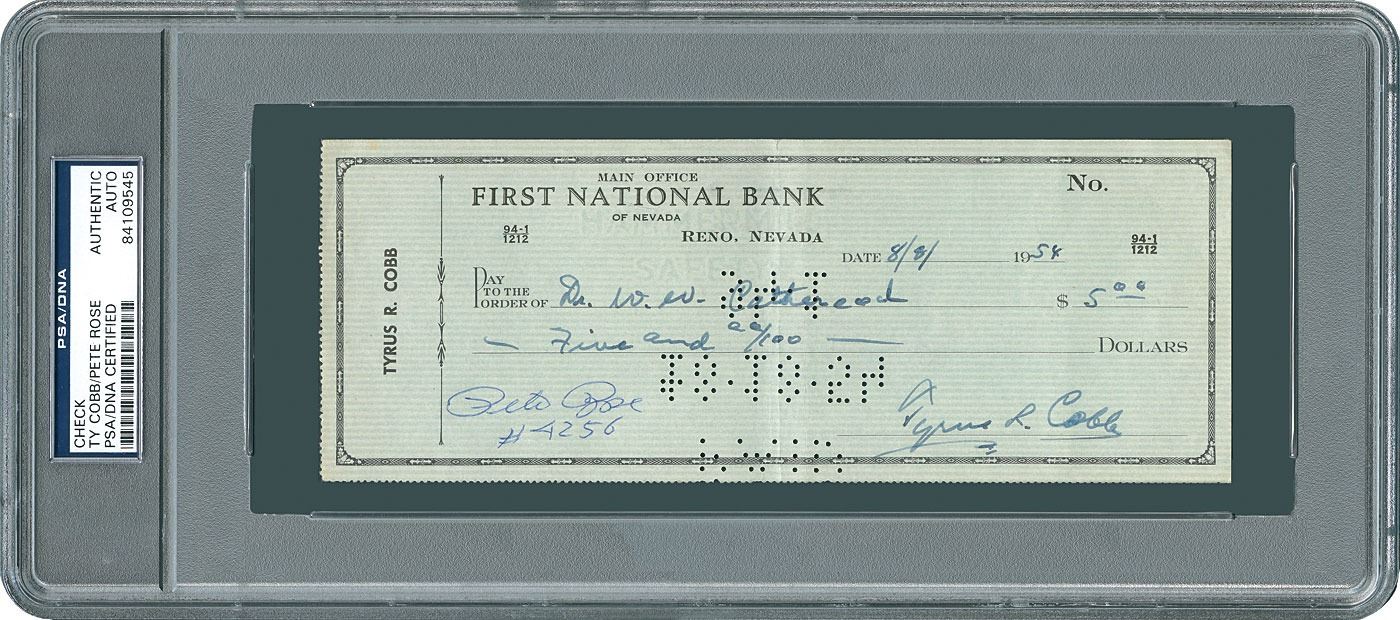 PSA/DNA
CHECK
TY COBB/PETE ROSE
PSA/DNA CERTIFIED
AUTHENTIC
AUTO
84109545
MAIN OFFICE
FIRST NATIONAL BANK
OF NEVADA
RENO, NEVADA
No.
94-1
1212
94-1
1212
TYRUS R. COBB
DATE 8/8/ 1954
PAY
TO THE
ORDER OF Dr. W. W. $ 5 00
Five and 00/100 DOLLARS
Pete Rose
#4256
Tyrus R. Cobb